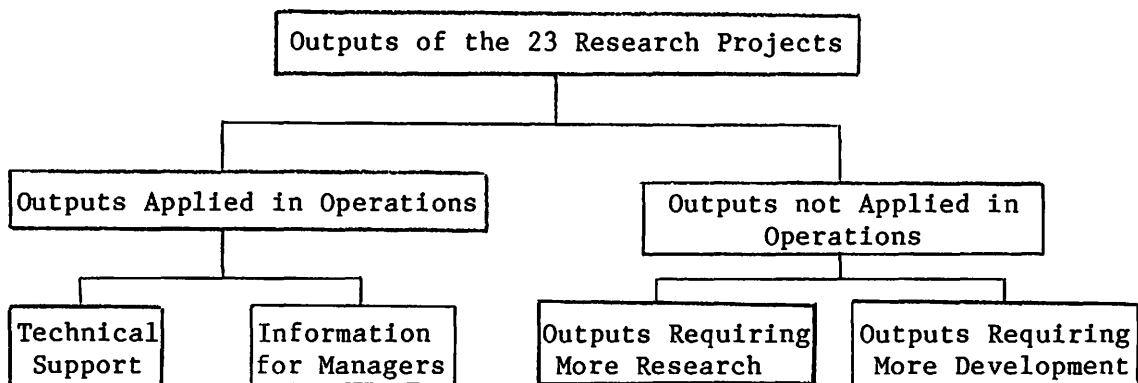 Outputs of the 23 Research Projects
Outputs Applied in Operations
Outputs not Applied in
Operations
Technical
Support
Information
for Managers
Outputs Requiring
More Research
Outputs Requiring
More Development